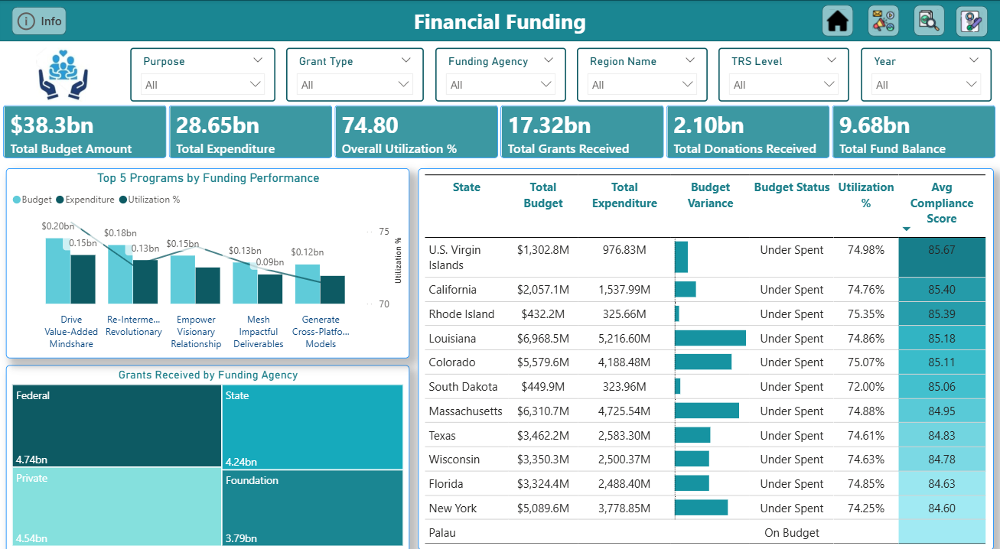 Info
Financial Funding
Purpose
All
Grant Type
All
Funding Agency
All
Region Name
All
TRS Level
All
Year
All
$38.3bn
Total Budget Amount
28.65bn
Total Expenditure
74.80
Overall Utilization %
17.32bn
Total Grants Received
2.10bn
Total Donations Received
9.68bn
Total Fund Balance
Top 5 Programs by Funding Performance
Budget Expenditure Utilization %
$0.20bn
0.15bn
$0.18bn
0.13bn
$0.15bn
$0.13bn
0.09bn
$0.12bn
75
70
Utilization %
Drive
Value-Added
Mindshare
Re-Interme...
Revolutionary
Empower
Visionary
Relationship
Mesh
Impactful
Deliverables
Generate
Cross-Platfo...
Models
Grants Received by Funding Agency
Federal
4.74bn
State
4.24bn
Private
4.54bn
Foundation
3.79bn
State
Total
Budget
Total
Expenditure
Budget
Variance
Budget Status
Utilization
%
Avg
Compliance
Score
U.S. Virgin
Islands
$1,302.8M 976.83M Under Spent 74.98% 85.67
California $2,057.1M 1,537.99M Under Spent 74.76% 85.40
Rhode Island $432.2M 325.66M Under Spent 75.35% 85.39
Louisiana $6,968.5M 5,216.60M Under Spent 74.86% 85.18
Colorado $5,579.6M 4,188.48M Under Spent 75.07% 85.11
South Dakota $449.9M 323.96M Under Spent 72.00% 85.06
Massachusetts $6,310.7M 4,725.54M Under Spent 74.88% 84.95
Texas $3,462.2M 2,583.30M Under Spent 74.61% 84.83
Wisconsin $3,350.3M 2,500.37M Under Spent 74.63% 84.78
Florida $3,324.4M 2,488.40M Under Spent 74.85% 84.63
New York $5,089.6M 3,778.85M Under Spent 74.25% 84.60
Palau On Budget